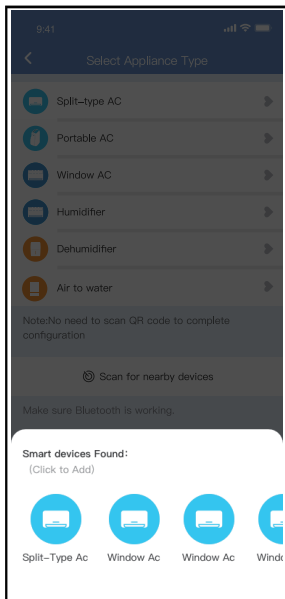 9:41
Select Appliance Type
Split-type AC
Portable AC
Window AC
Humidifier
Dehumidifier
Air to water
Note:No need to scan QR code to complete
configuration
Scan for nearby devices
Make sure Bluetooth is working.
Smart devices Found:
(Click to Add)
Split-Type Ac Window Ac Window Ac Windo